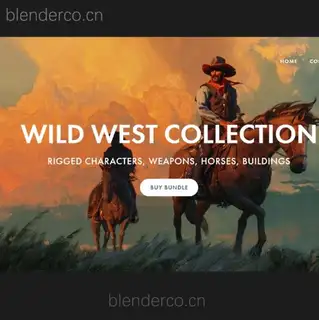 blenderco.cn
HOME
WILD WEST COLLECTION
RIGGED CHARACTERS, WEAPONS, HORSES, BUILDINGS
BUY BUNDLE
blenderco.cn